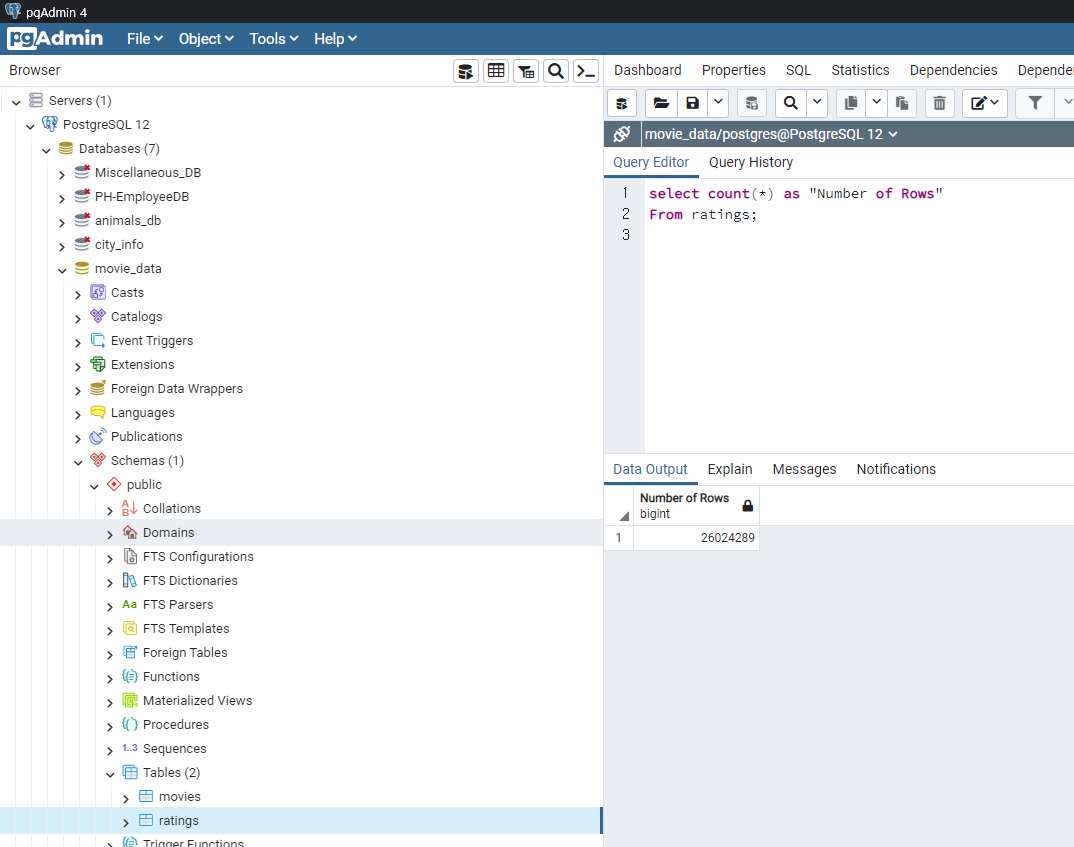 pgAdmin 4
pgAdmin File Object Tools Help
Browser
Servers (1)
PostgreSQL 12
Databases (7)
Miscellaneous_DB
PH-EmployeeDB
animals_db
city_info
movie_data
Casts
Catalogs
Event Triggers
Extensions
Foreign Data Wrappers
Languages
Publications
Schemas (1)
public
Collations
Domains
FTS Configurations
FTS Dictionaries
Aa FTS Parsers
FTS Templates
Foreign Tables
Functions
Materialized Views
Procedures
1..3 Sequences
Tables (2)
movies
ratings
Trigger Functions
Dashboard Properties SQL Statistics Dependencies Depende
movie_data/postgres@PostgreSQL 12
Query Editor Query History
1 select count(*) as "Number of Rows"
2 From ratings;
3
Data Output Explain Messages Notifications
Number of Rows
bigint
1 26024289